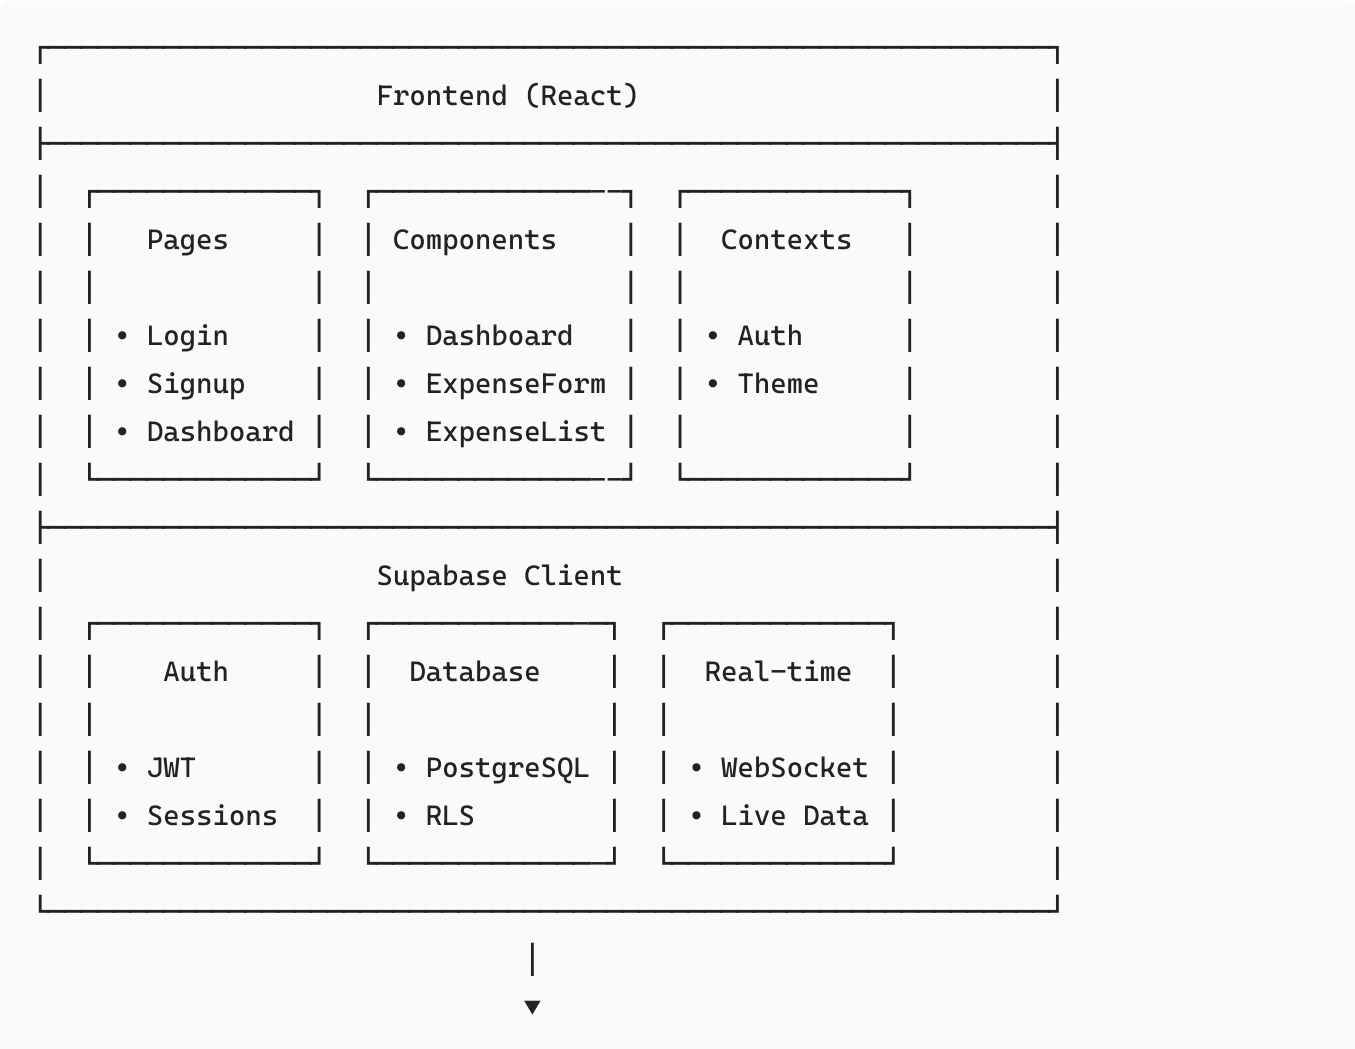 Frontend (React)
Pages Components Contexts
• Login • Dashboard • Auth
• Signup • ExpenseForm • Theme
• Dashboard • ExpenseList
Supabase Client
Auth Database Real-time
• JWT • PostgreSQL • WebSocket
• Sessions • RLS • Live Data